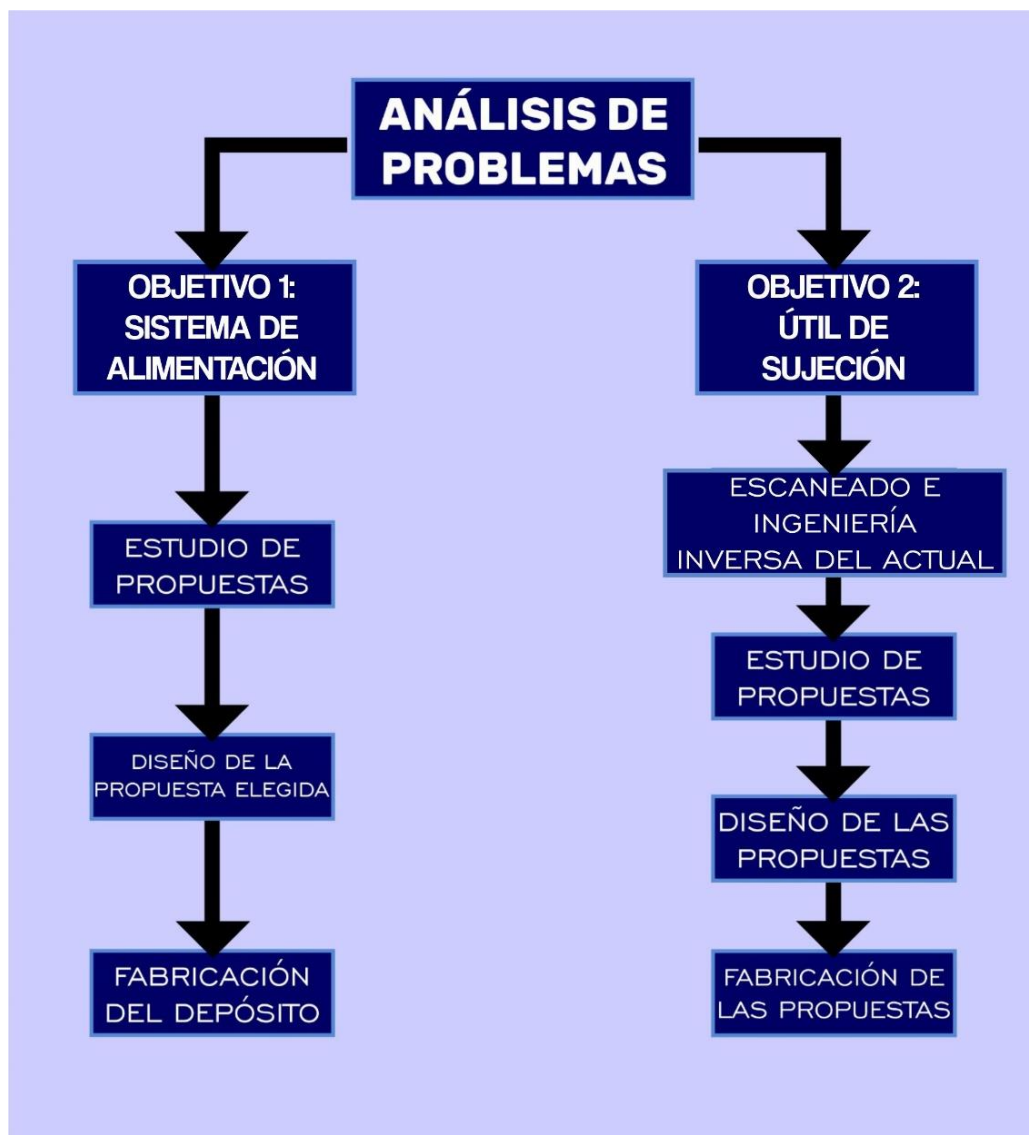 ANÁLISIS DE
PROBLEMAS
OBJETIVO 1:
SISTEMA DE
ALIMENTACIÓN
ESTUDIO DE
PROPUESTAS
DISEÑO DE LA
PROPUESTA ELEGIDA
FABRICACIÓN
DEL DEPÓSITO
OBJETIVO 2:
ÚTIL DE
SUJECIÓN
ESCANEADO E
INGENIERÍA
INVERSA DEL ACTUAL
ESTUDIO DE
PROPUESTAS
DISEÑO DE LAS
PROPUESTAS
FABRICACIÓN DE
LAS PROPUESTAS